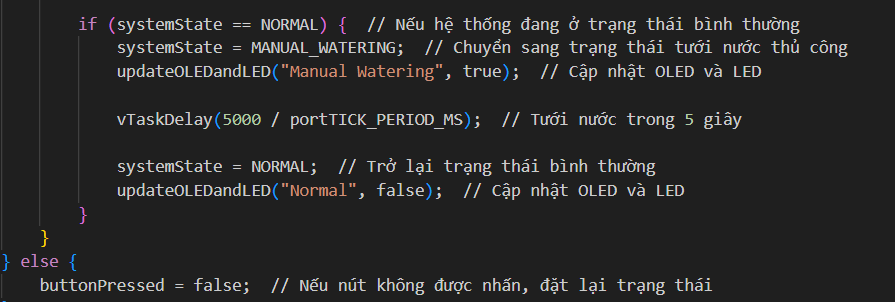 if (systemState == NORMAL) {  // Nếu hệ thống đang ở trạng thái bình thường
systemState = MANUAL_WATERING;  // Chuyển sang trạng thái tưới nước thủ công
updateOLEDandLED("Manual Watering", true);  // Cập nhật OLED và LED
vTaskDelay(5000 / portTICK_PERIOD_MS);  // Tưới nước trong 5 giây
systemState = NORMAL;  // Trở lại trạng thái bình thường
updateOLEDandLED("Normal", false);  // Cập nhật OLED và LED
}
}
} else {
buttonPressed = false;  // Nếu nút không được nhấn, đặt lại trạng thái